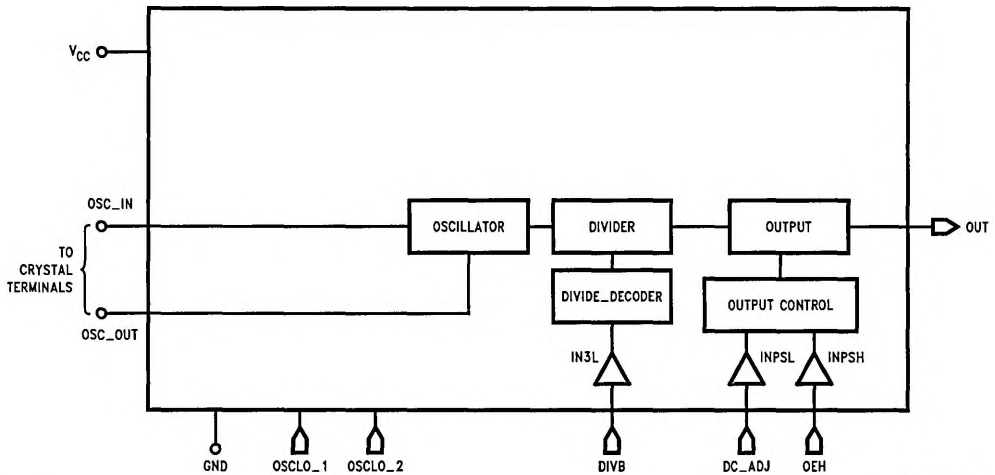 VCC
OSC_IN
TO
CRYSTAL
TERMINALS
OSC_OUT
OSCILLATOR
DIVIDER
OUTPUT
OUT
DIVIDE_DECODER
OUTPUT CONTROL
IN3L
INPSL
INPSH
GND
OSCLO_1
OSCLO_2
DIVB
DC_ADJ
OEH